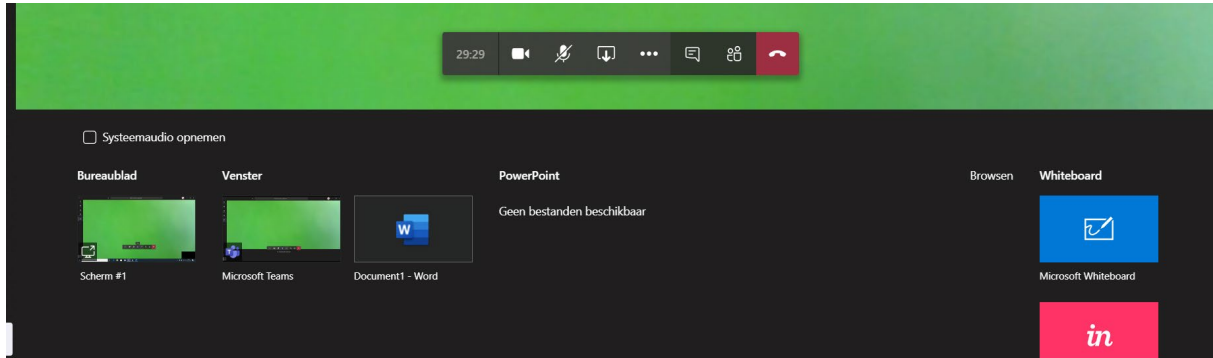 29:29
Systeemaudio opnemen
Bureaublad
Venster
PowerPoint
Browsen
Whiteboard
Geen bestanden beschikbaar
W
Scherm #1
Microsoft Teams
Document1 - Word
Microsoft Whiteboard
in